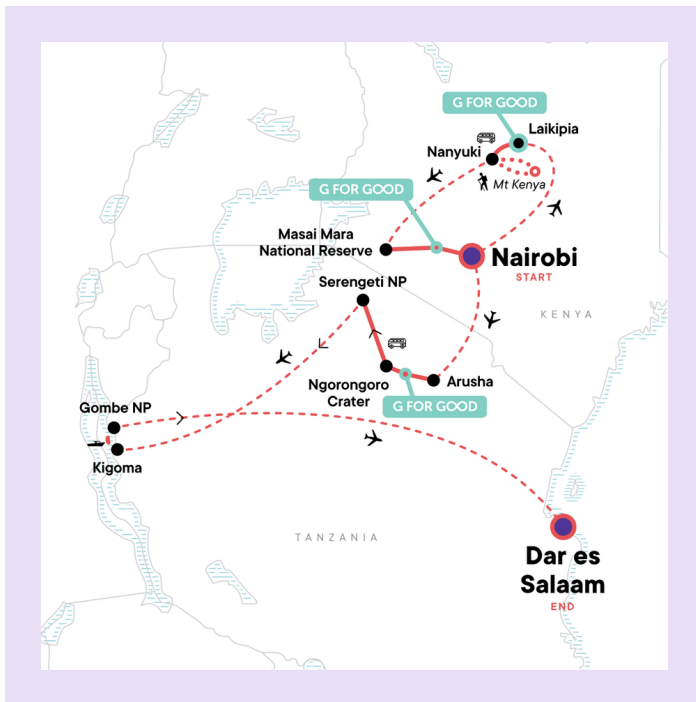 G FOR GOOD
Laikipia
Nanyuki
Mt Kenya
G FOR GOOD
Masai Mara
National Reserve
Nairobi
START
Serengeti NP
KENYA
Ngorongoro
Crater
Arusha
G FOR GOOD
Gombe NP
Kigoma
TANZANIA
Dar es
Salaam
END